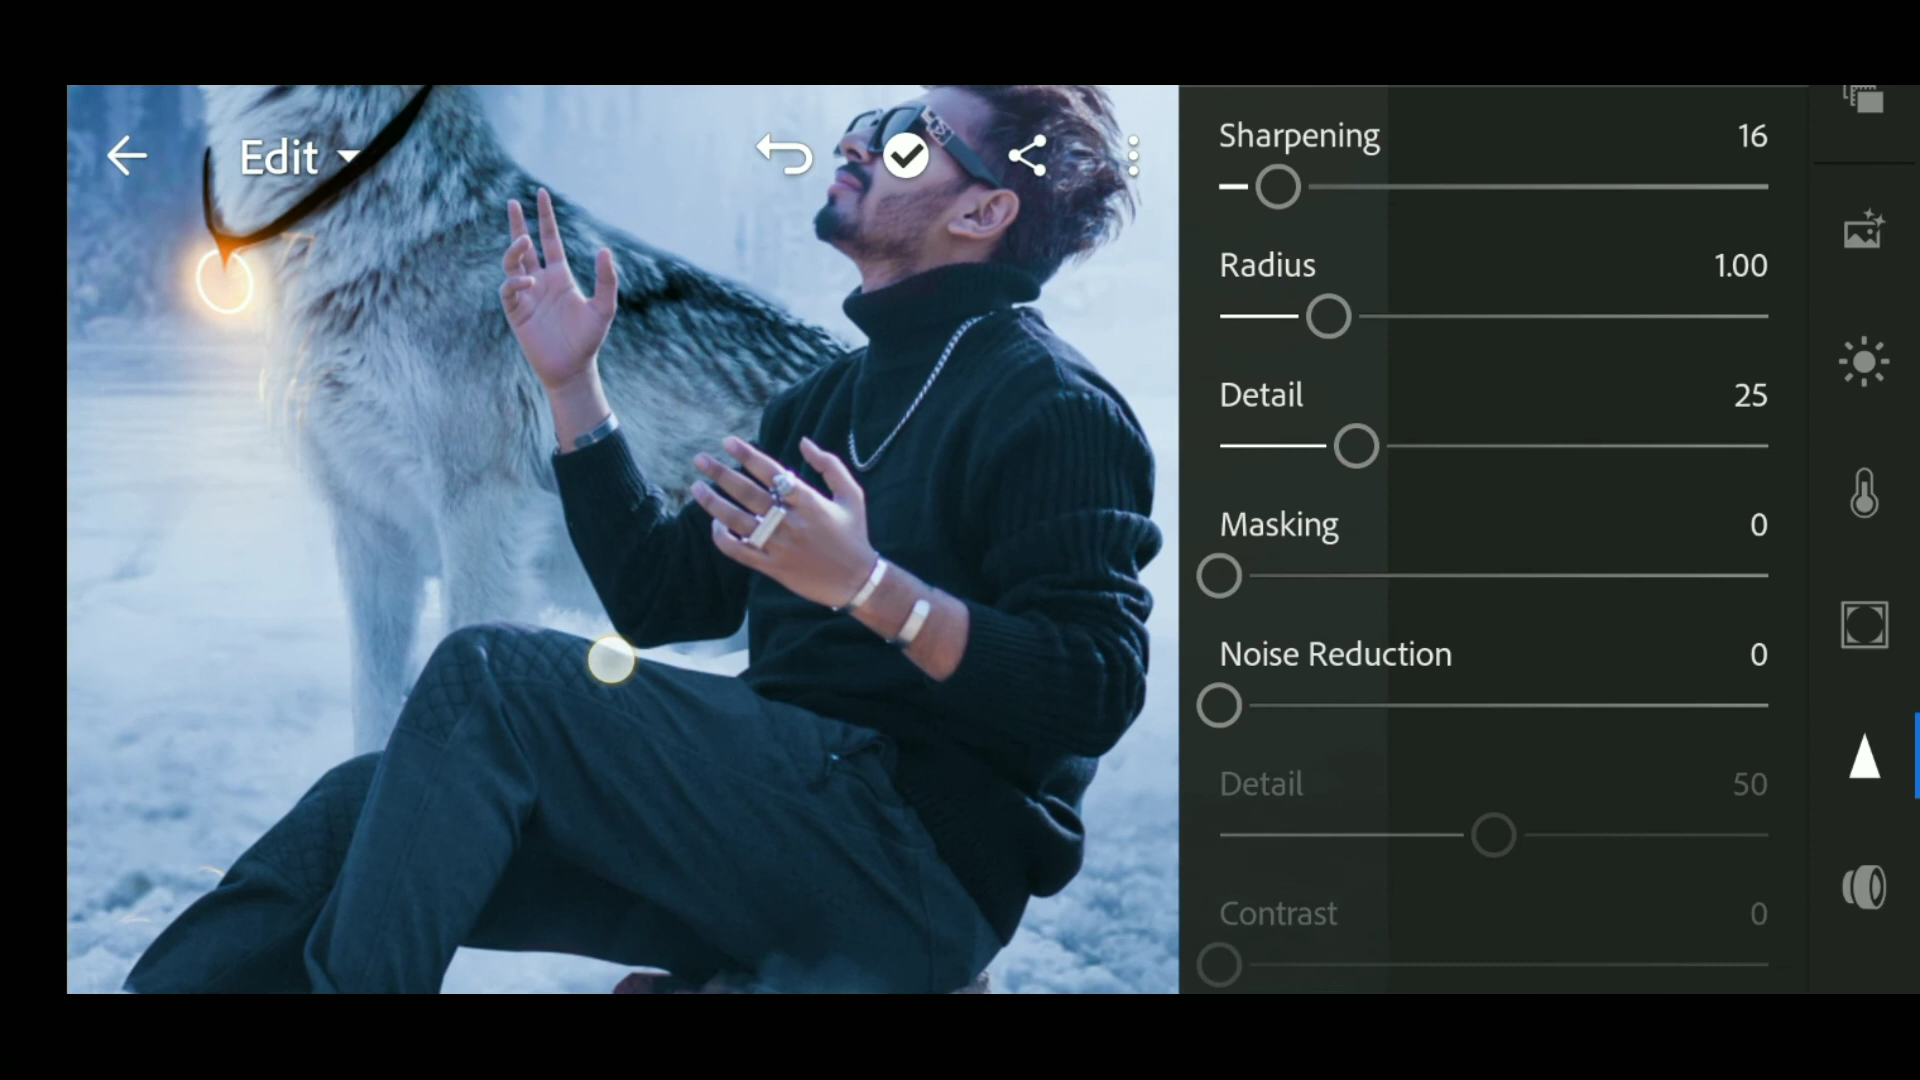 Edit
Sharpening 16
Radius 1.00
Detail 25
Masking 0
Noise Reduction 0
Detail 50
Contrast 0